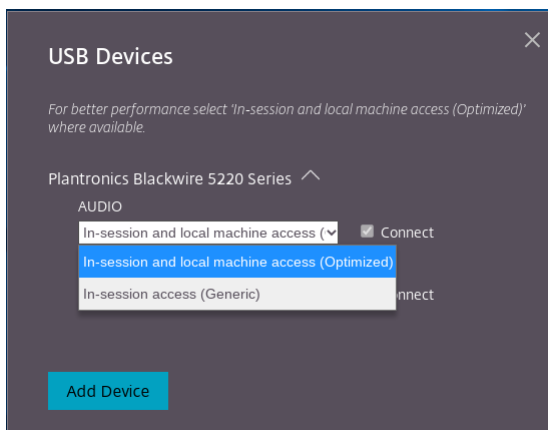 USB Devices
For better performance select 'In-session and local machine access (Optimized)'
where available.
Plantronics Blackwire 5220 Series
AUDIO
In-session and local machine access (
Connect
In-session and local machine access (Optimized)
In-session access (Generic)
nnect
Add Device